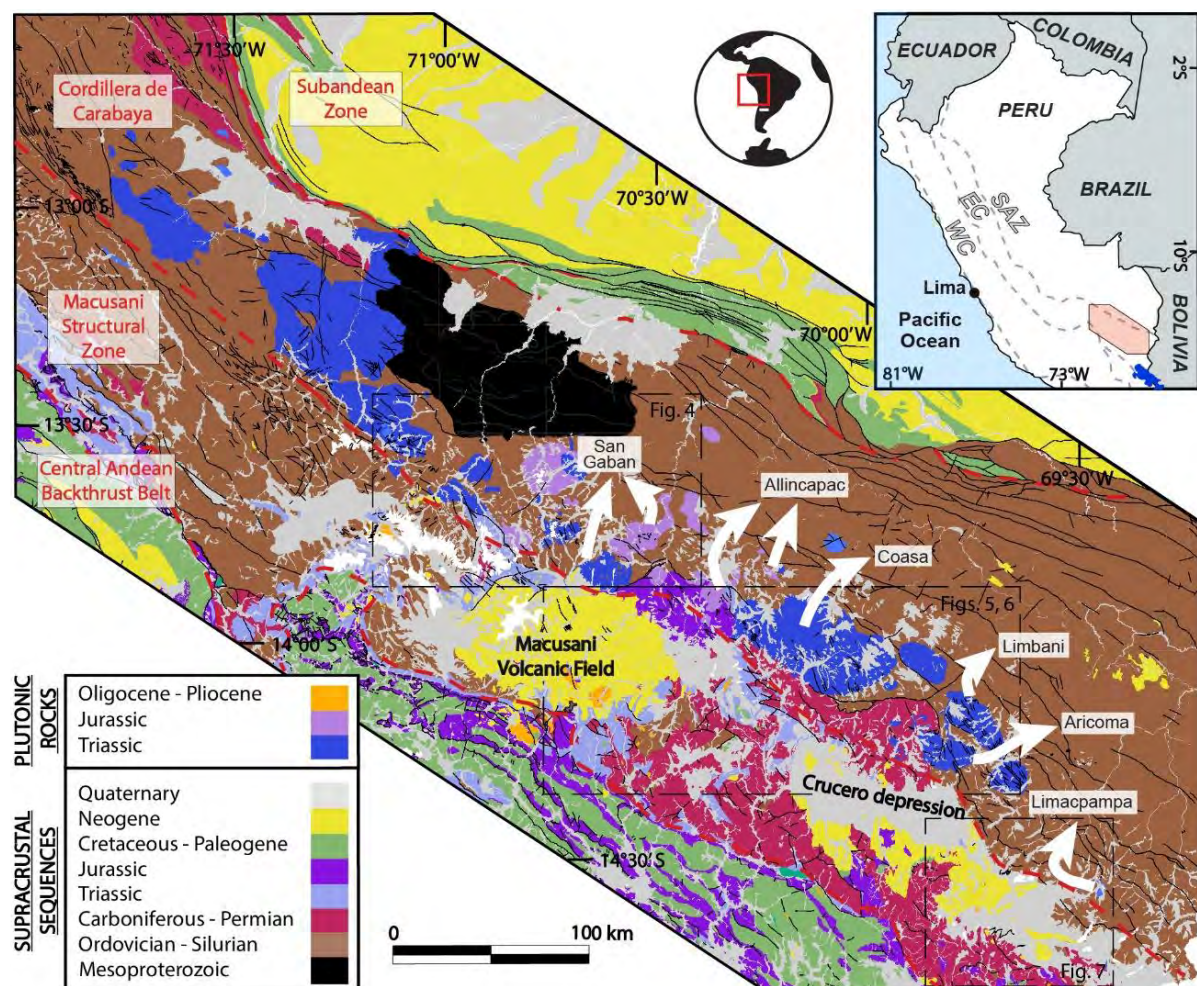 71°30'W
71°00'W
Cordillera de
Carabaya
Subandean
Zone
70°30'W
13°00'S
Macusani
Structural
Zone
70°00'W
13°30'S
Central Andean
Backthrust Belt
Fig. 4
San
Gaban
Allincapac
69°30'W
Coasa
Figs. 5, 6
Limbani
14°00'S
Macusani
Volcanic Field
Aricoma
Crucero depression
Limacpampa
14°30'S
Fig. 7
ECUADOR
COLOMBIA
2°S
PERU
BRAZIL
SAZ
EC
WC
10°S
Lima
Pacific
Ocean
BOLIVIA
81°W
73°W
PLUTONIC
ROCKS
Oligocene - Pliocene
Jurassic
Triassic
SUPRACRUSTAL
SEQUENCES
Quaternary
Neogene
Cretaceous - Paleogene
Jurassic
Triassic
Carboniferous - Permian
Ordovician - Silurian
Mesoproterozoic
0
100 km